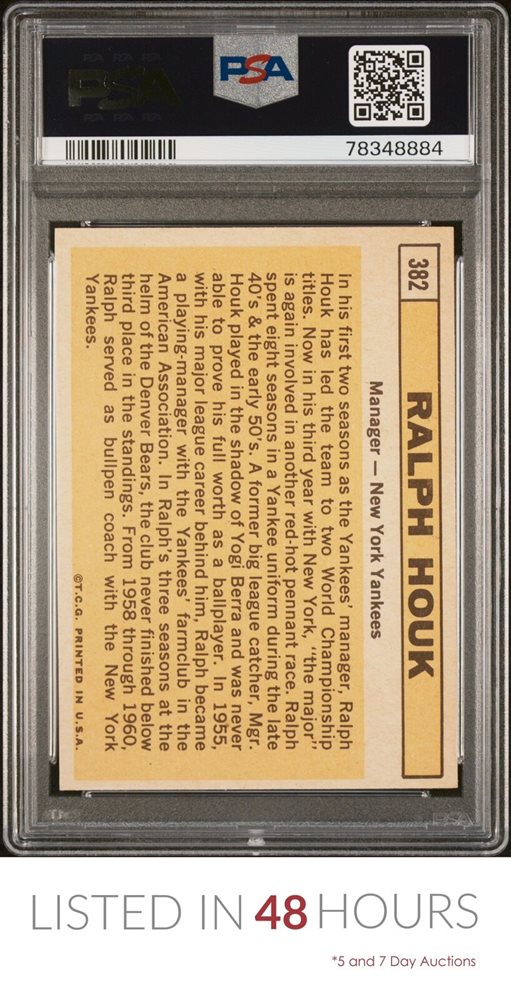 PSA PSA PSA
PSA
PSA PSA PSA
PSA
78348884
382
RALPH HOUK
Manager — New York Yankees
In his first two seasons as the Yankees' manager, Ralph
Houk has led the team to two World Championship
titles. Now in his third year with New York, "the major"
is again involved in another red-hot pennant race. Ralph
spent eight seasons in a Yankee uniform during the late
40's & the early 50's. A former big league catcher, Mgr.
Houk played in the shadow of Yogi Berra and was never
able to prove his full worth as a ballplayer. In 1955,
with his major league career behind him, Ralph became
a playing-manager with the Yankees' farmclub in the
American Association. In Ralph's three seasons at the
helm of the Denver Bears, the club never finished below
third place in the standings. From 1958 through 1960,
Ralph served as bullpen coach with the New York
Yankees.
©T.C.G. PRINTED IN U.S.A.
PSA
LISTED IN 48 HOURS
*5 and 7 Day Auctions